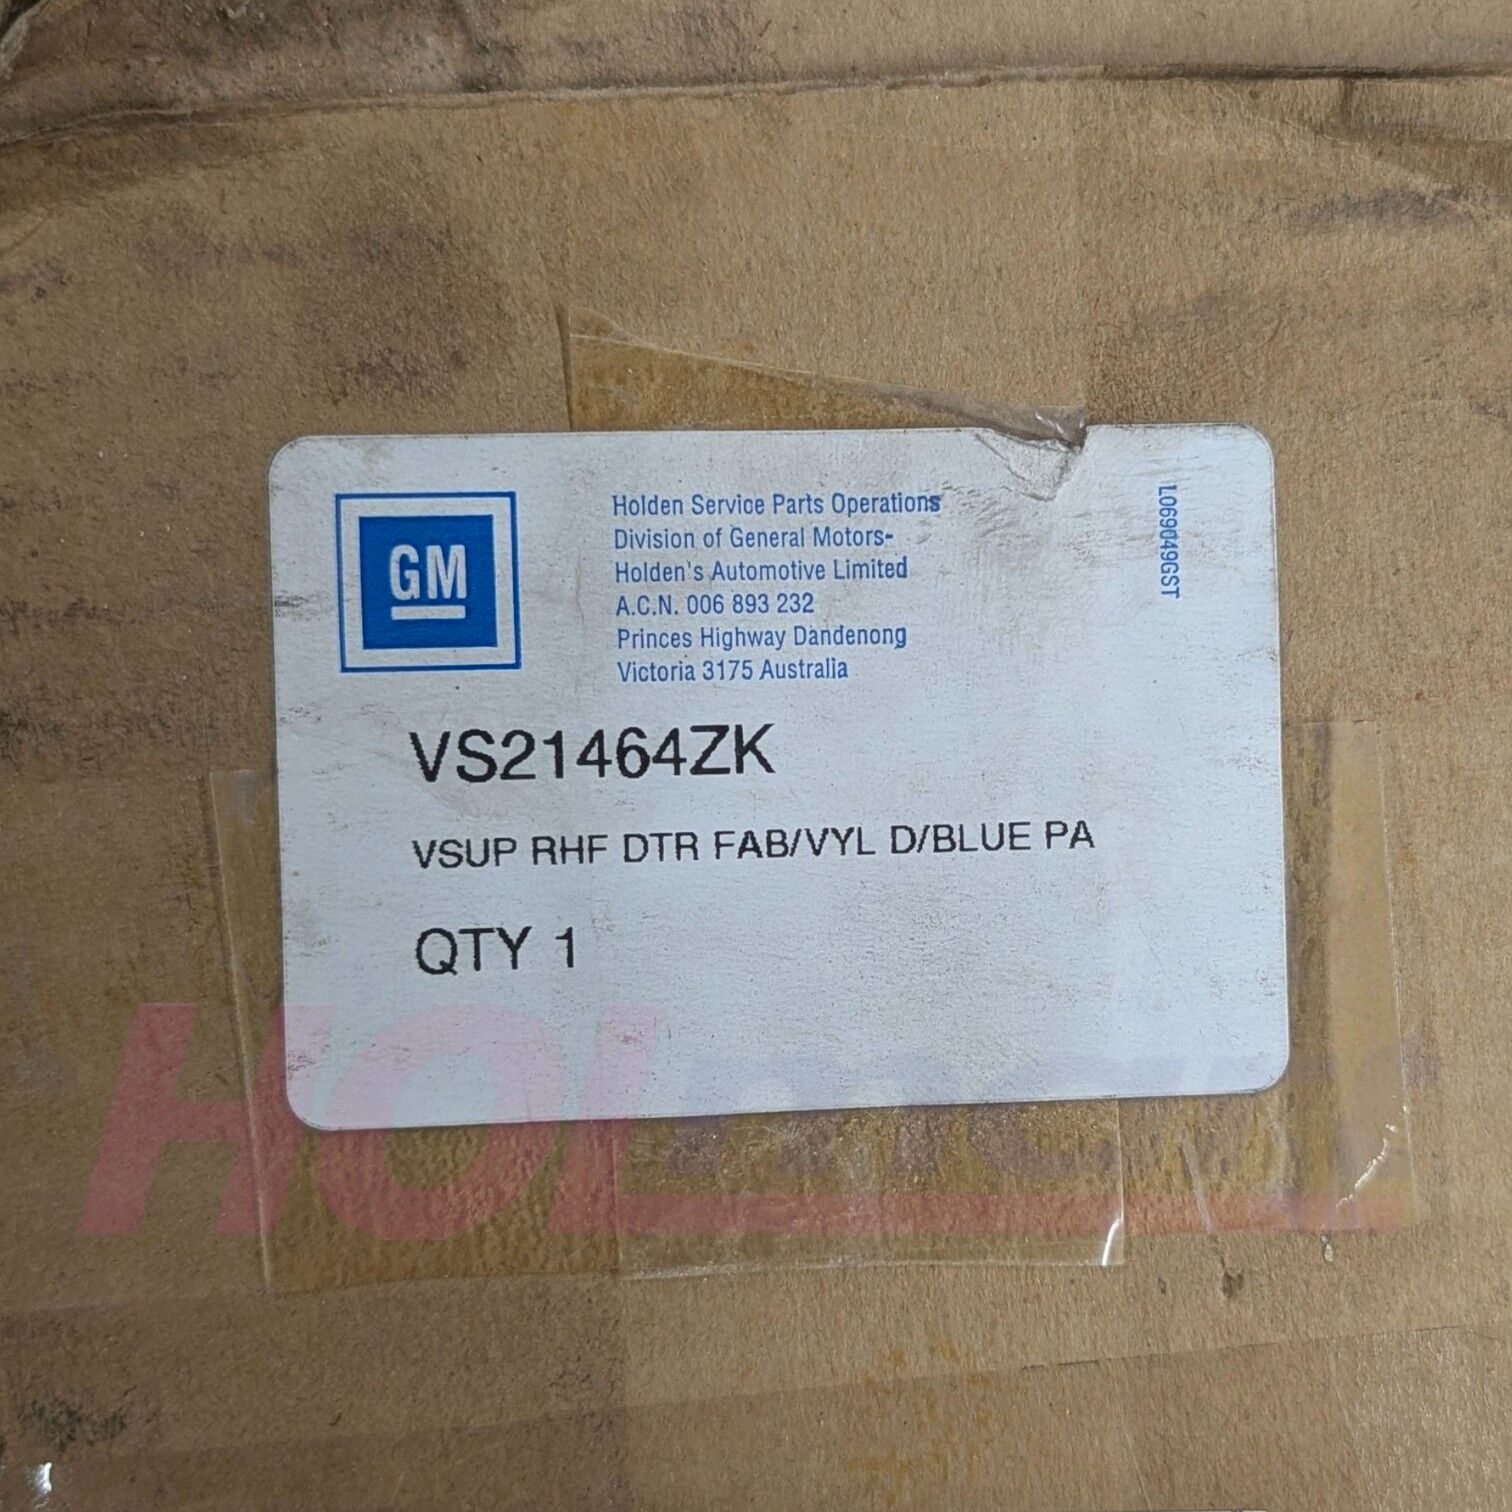 GM
Holden Service Parts Operations
Division of General Motors-
Holden's Automotive Limited
A.C.N. 006 893 232
Princes Highway Dandenong
Victoria 3175 Australia
L069049GST
VS21464ZK
VSUP RHF DTR FAB/VYL D/BLUE PA
QTY 1